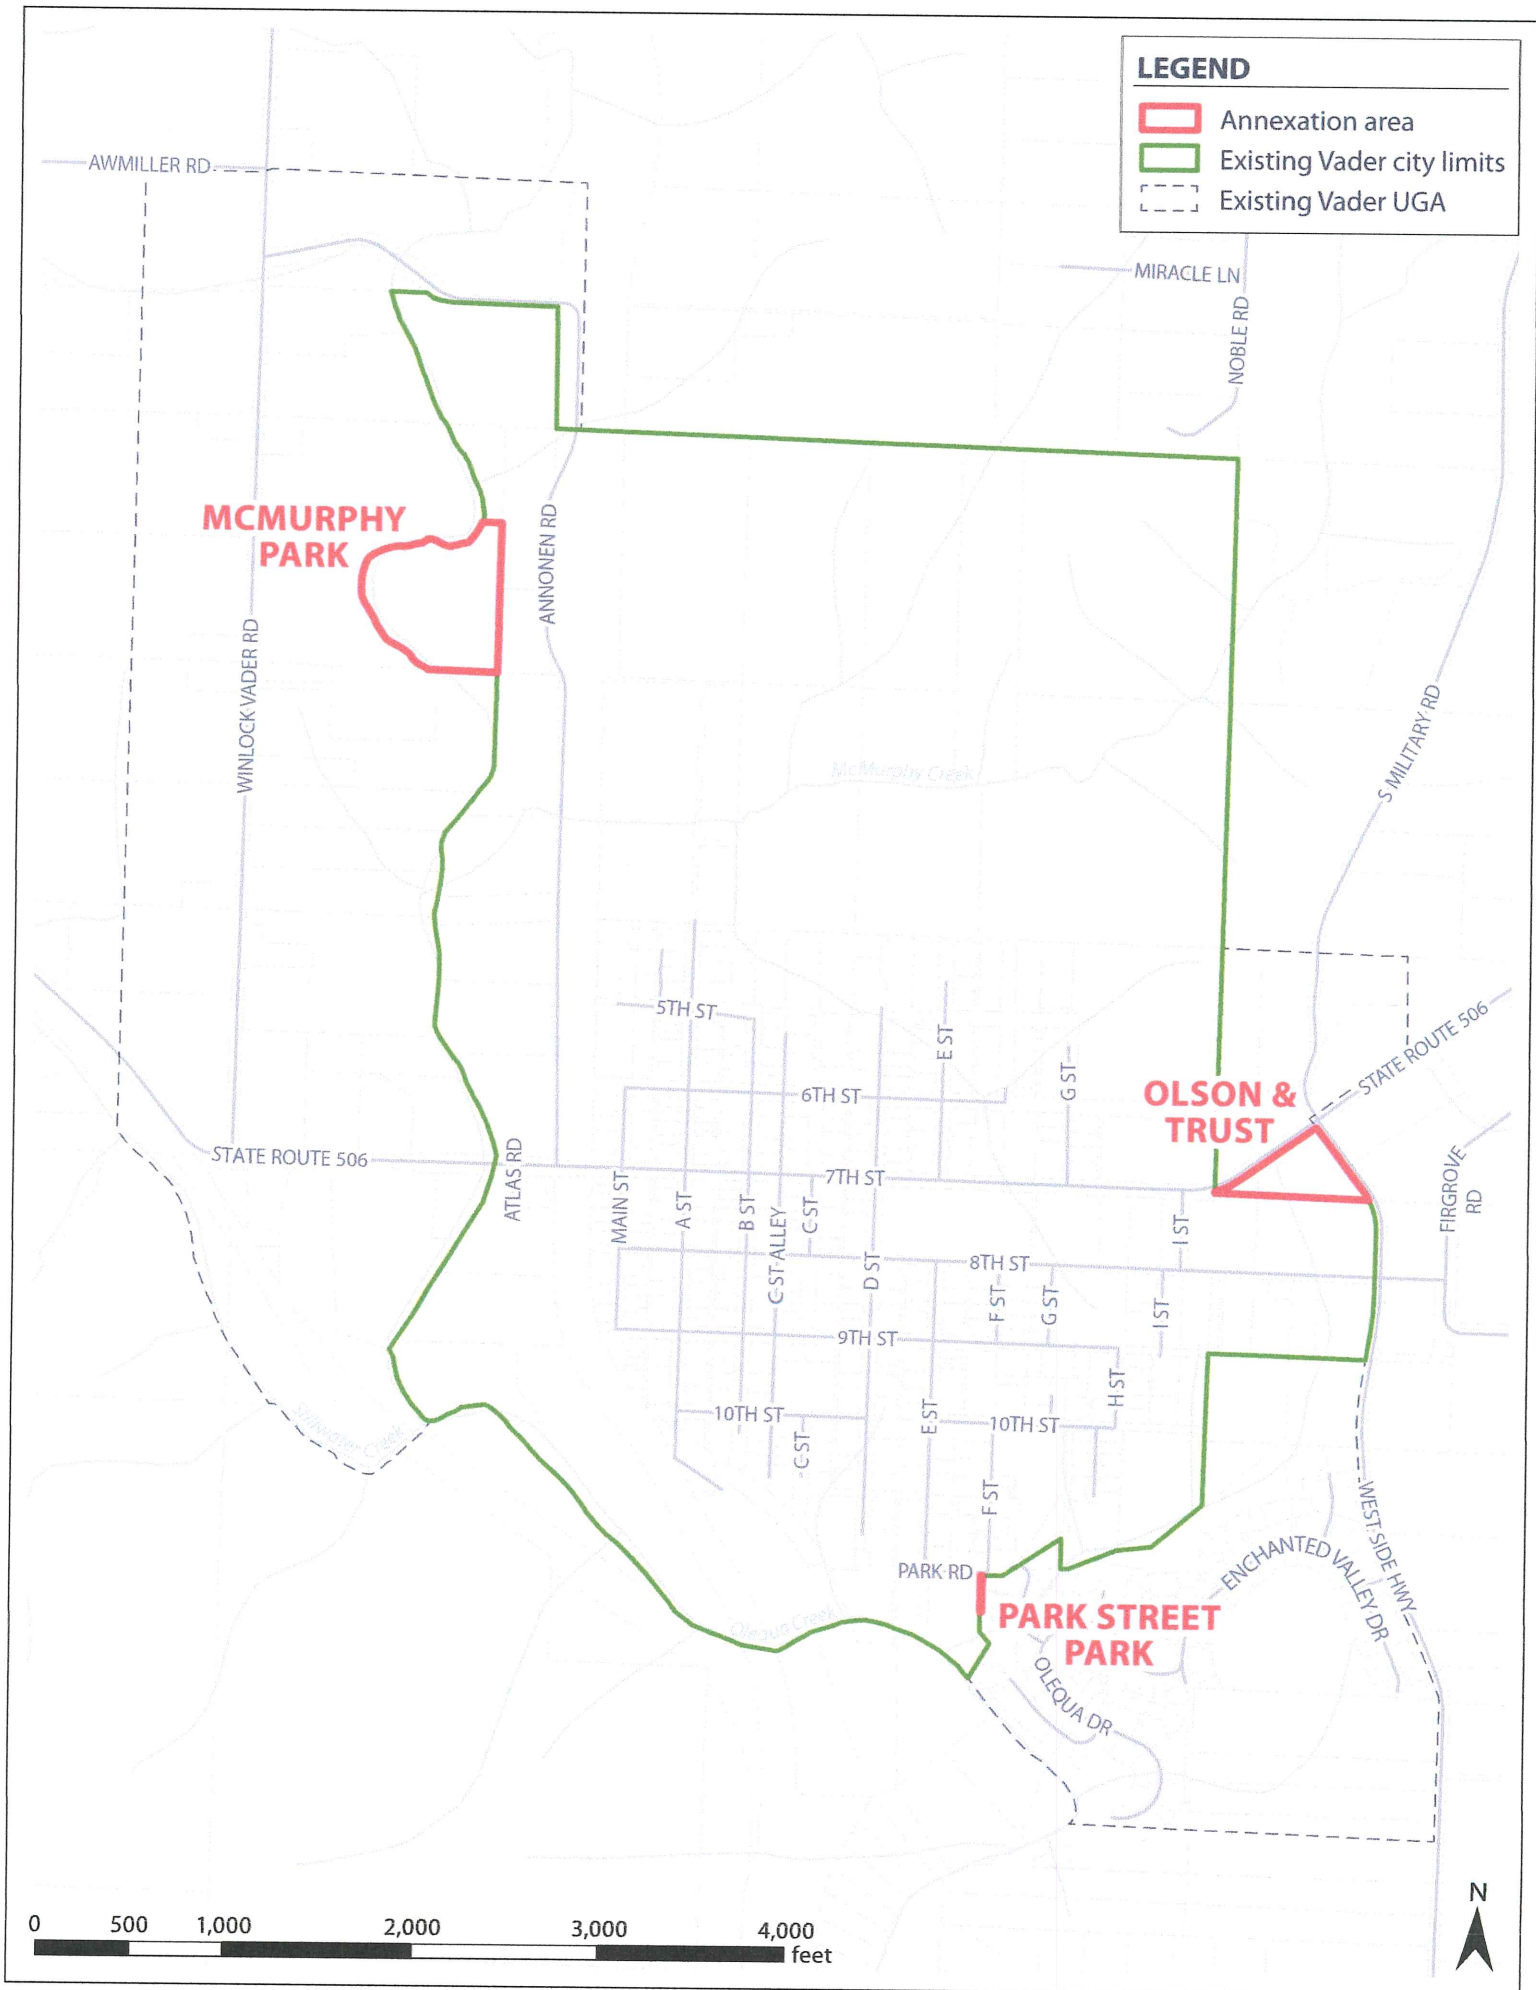 LEGEND
Annexation area
Existing Vader city limits
Existing Vader UGA
AWMILLER RD
MIRACLE LN
NOBLE RD
MCMURPHY
PARK
ANNONEN RD
WINLOCK VADER RD
S MILITARY RD
McMurphy Creek
5TH ST
E ST
G ST
6TH ST
STATE ROUTE 506
OLSON &
TRUST
STATE ROUTE 506
ATLAS RD
7TH ST
MAIN ST
A ST
B ST
C ST ALLEY
C ST
D ST
I ST
FIRGROVE
RD
8TH ST
F ST
G ST
I ST
9TH ST
H ST
10TH ST
C ST
E ST
10TH ST
F ST
Stillwater Creek
WEST SIDE HWY
ENCHANTED VALLEY DR
PARK RD
PARK STREET
PARK
Olequa Creek
OLEQUA DR
N
0 500 1,000 2,000 3,000 4,000
feet